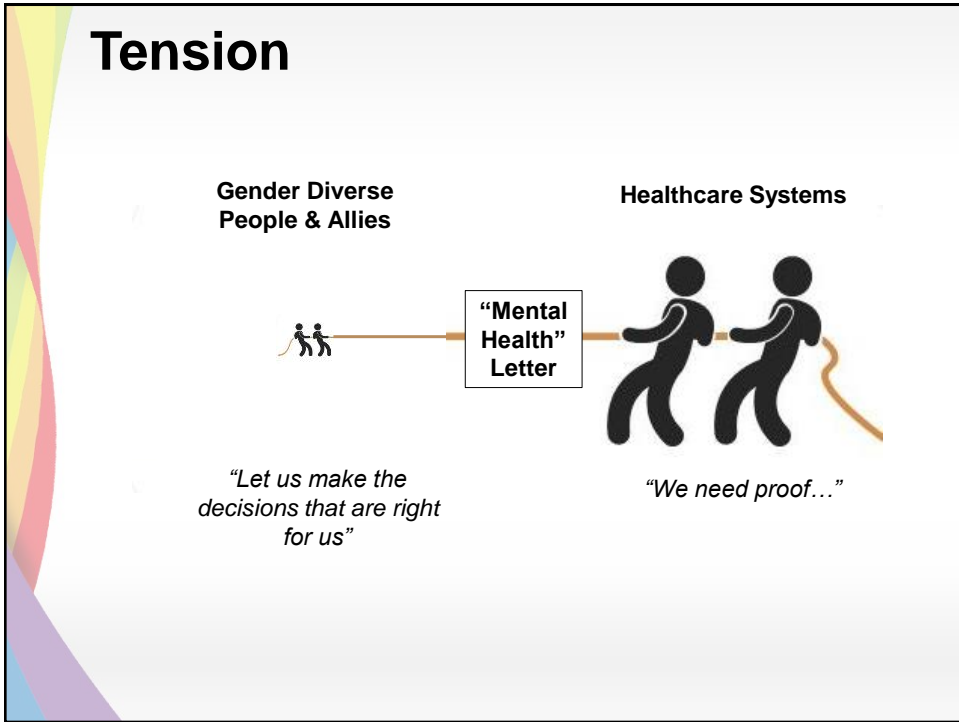 Tension
Gender Diverse
People & Allies
Healthcare Systems
“Mental
Health”
Letter
“Let us make the
decisions that are right
for us”
“We need proof…”